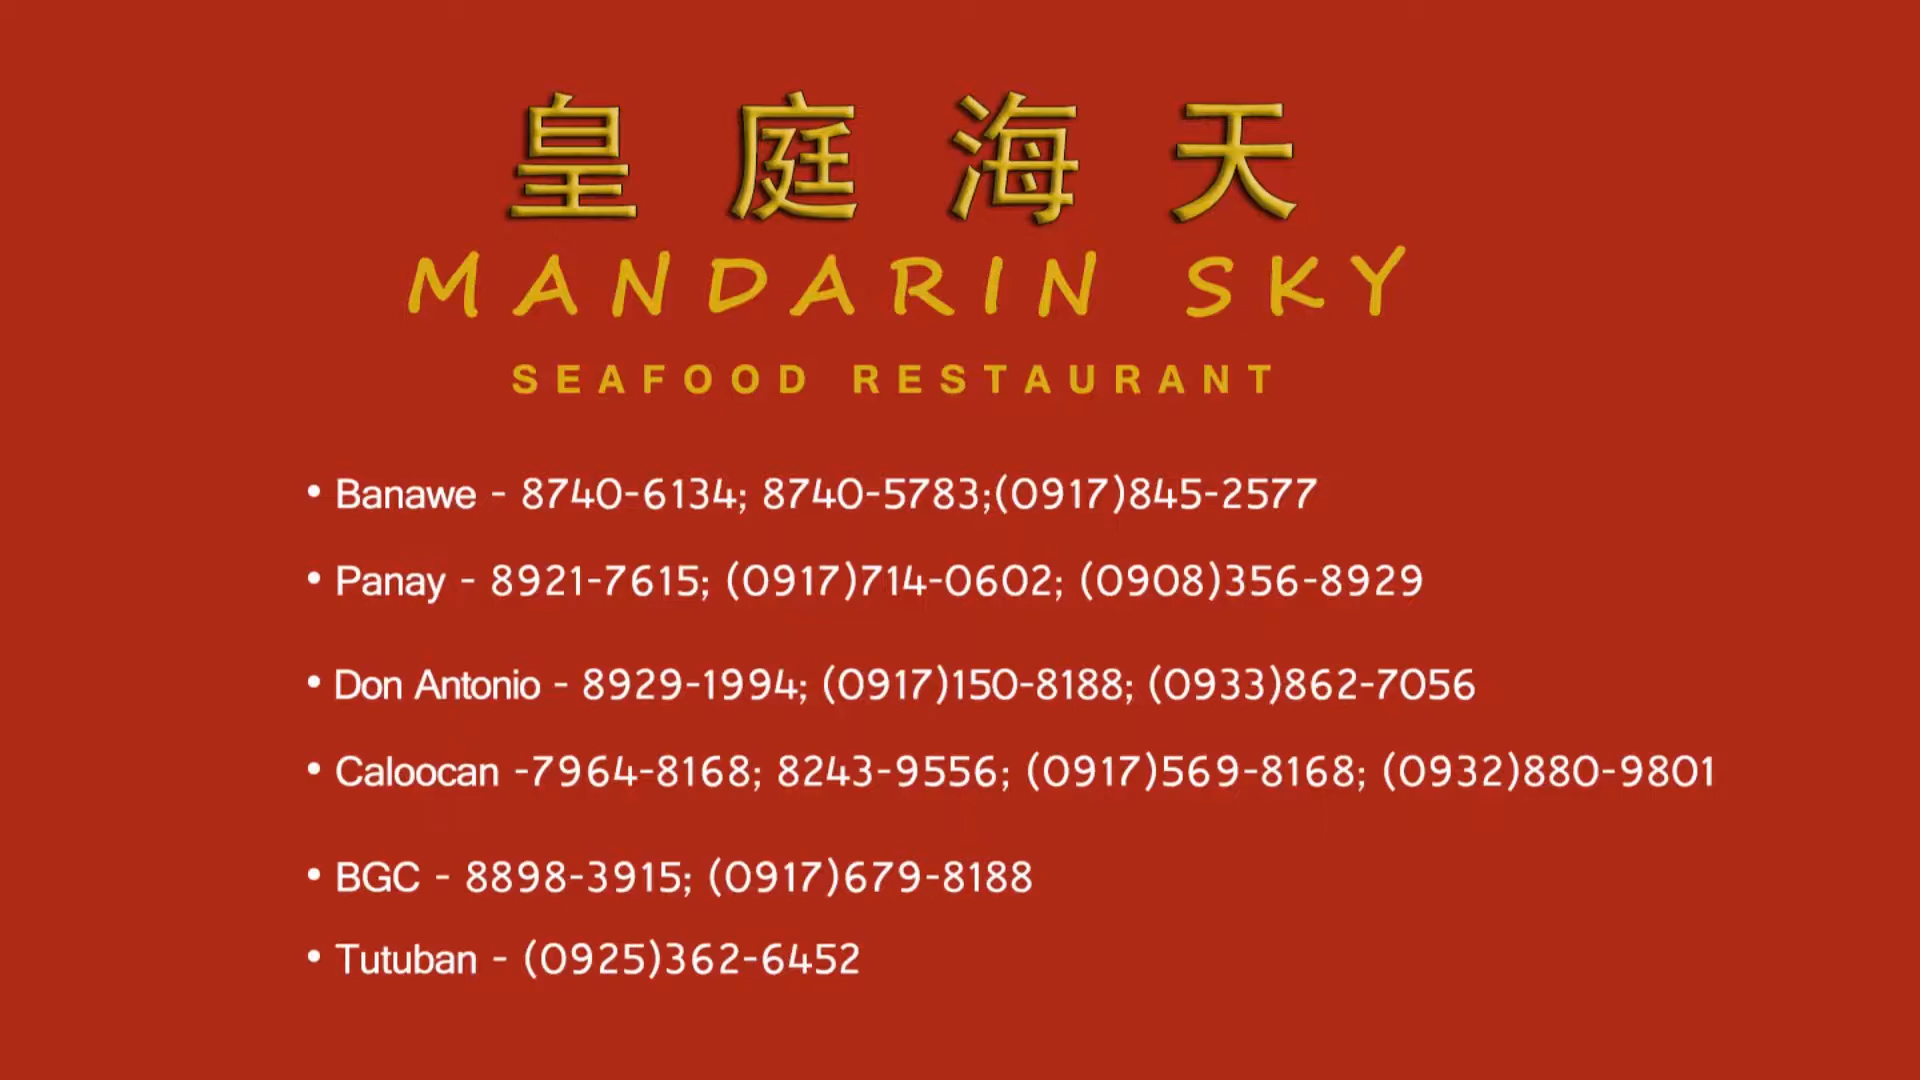 皇庭海天
MANDARIN SKY
SEAFOOD RESTAURANT
• Banawe - 8740-6134; 8740-5783;(0917)845-2577
• Panay - 8921-7615; (0917)714-0602; (0908)356-8929
• Don Antonio - 8929-1994; (0917)150-8188; (0933)862-7056
• Caloocan -7964-8168; 8243-9556; (0917)569-8168; (0932)880-9801
• BGC - 8898-3915; (0917)679-8188
• Tutuban - (0925)362-6452